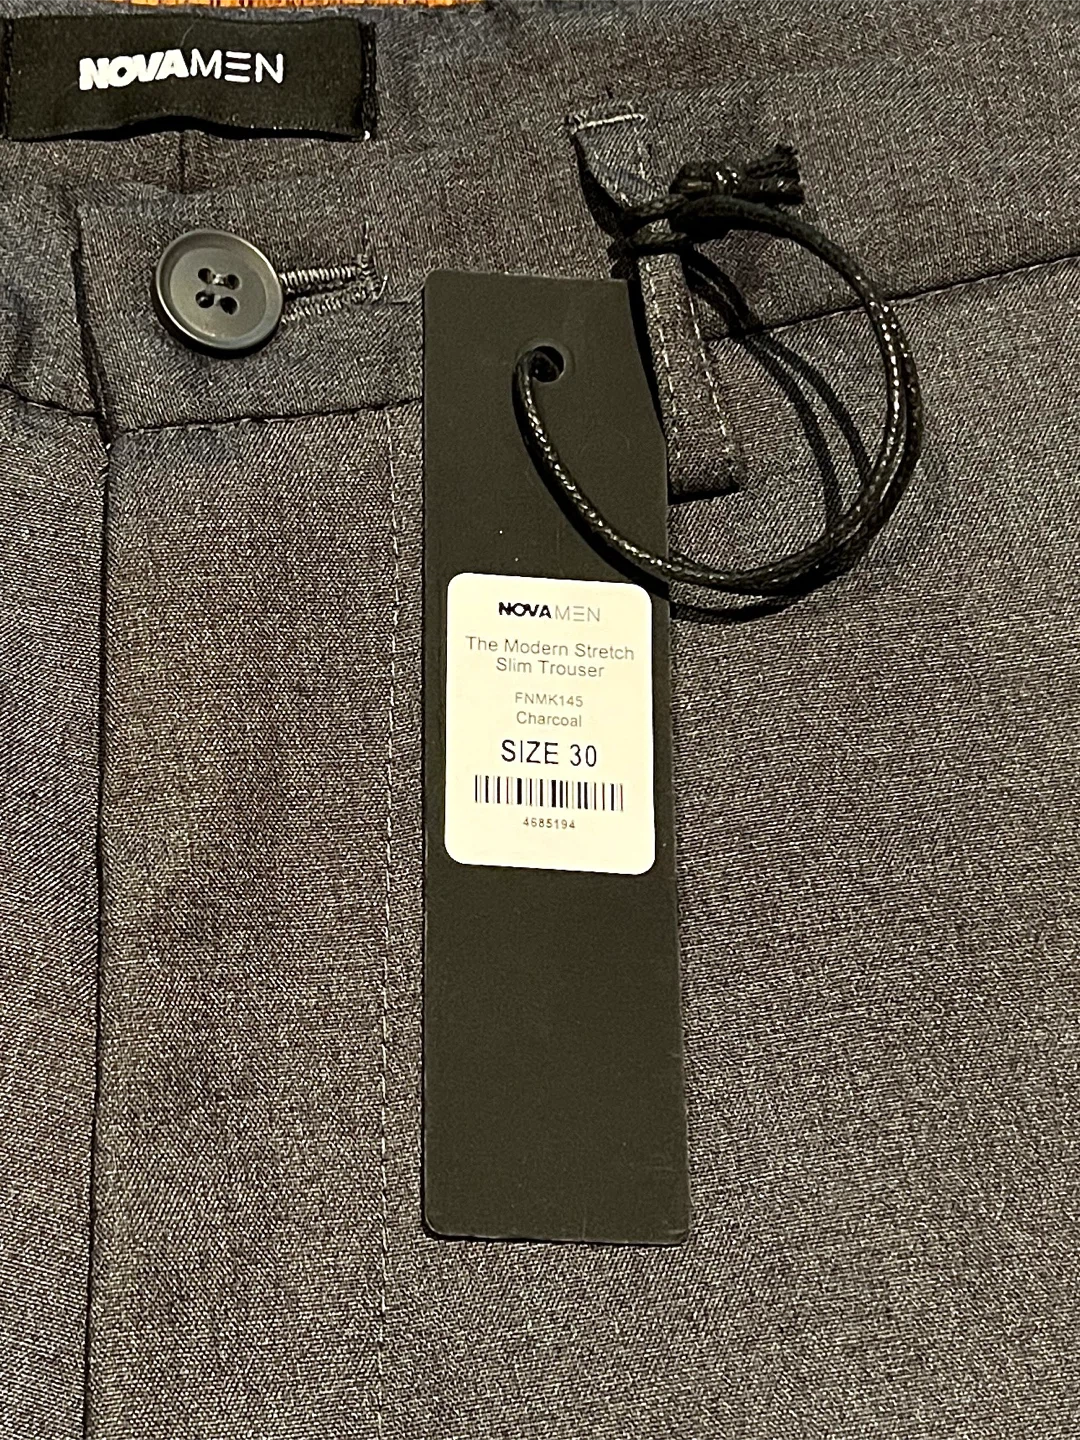 NOVAMEN
NOVAMEN
The Modern Stretch
Slim Trouser
FNMK145
Charcoal
SIZE 30
4685194